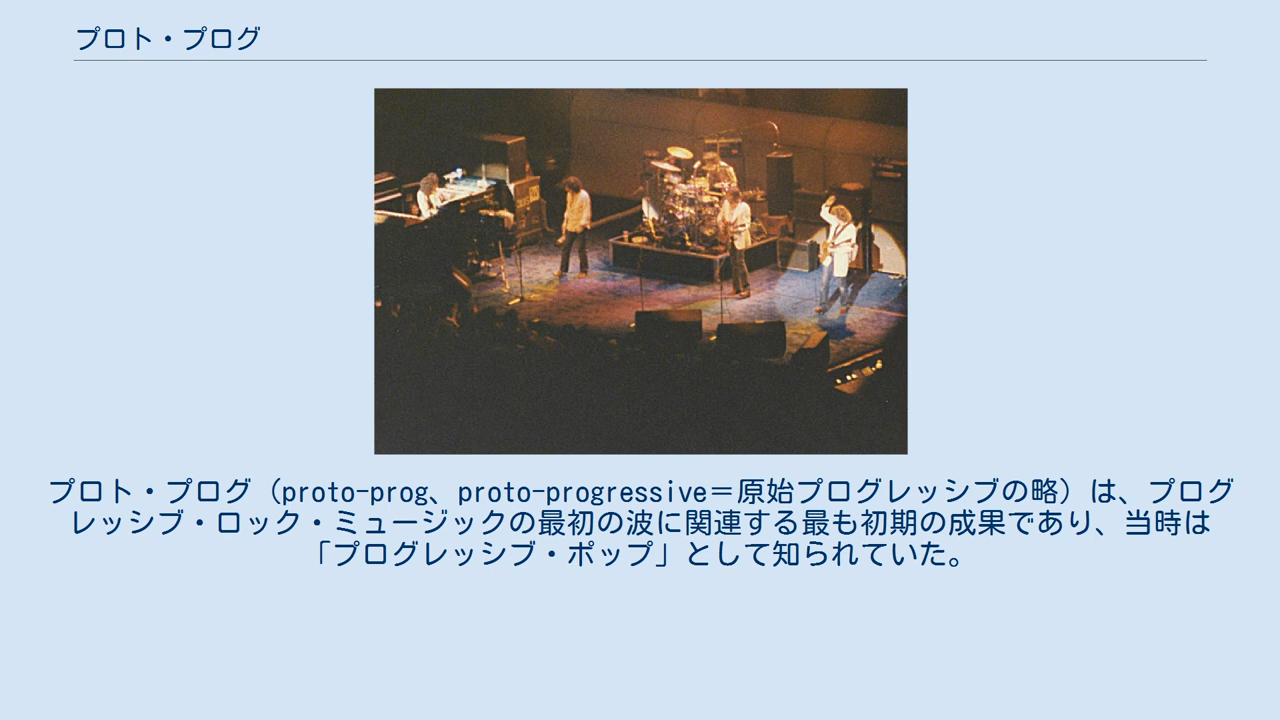 プロト・プログ
プロト・プログ（proto-prog、proto-progressive＝原始プログレッシブの略）は、プログ
レッシブ・ロック・ミュージックの最初の波に関連する最も初期の成果であり、当時は
「プログレッシブ・ポップ」として知られていた。